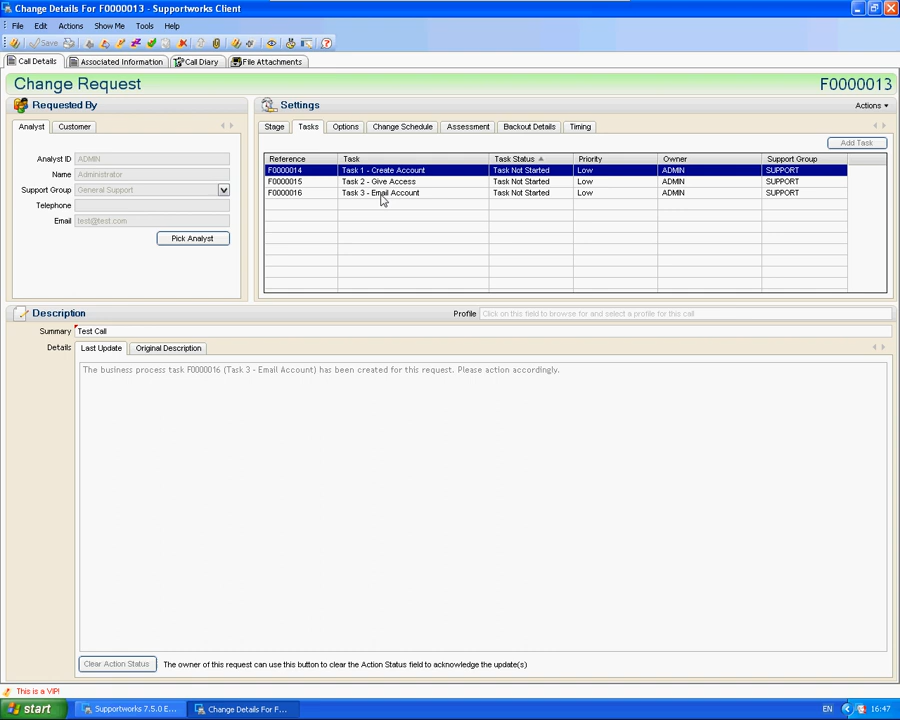 Change Details For F0000013 - Supportworks Client
File Edit Actions Show Me Tools Help
Save
Call Details Associated Information Call Diary File Attachments
Change Request F0000013
Requested By
Analyst Customer
Analyst ID ADMIN
Name Administrator
Support Group General Support
Telephone
Email test@test.com
Pick Analyst
Settings Actions
Stage Tasks Options Change Schedule Assessment Backout Details Timing
Add Task
Reference Task Task Status Priority Owner Support Group
F0000014 Task 1 - Create Account Task Not Started Low ADMIN SUPPORT
F0000015 Task 2 - Give Access Task Not Started Low ADMIN SUPPORT
F0000016 Task 3 - Email Account Task Not Started Low ADMIN SUPPORT
Description Profile Click on this field to browse for and select a profile for this call
Summary Test Call
Details Last Update Original Description
The business process task F0000016 (Task 3 - Email Account) has been created for this request. Please action accordingly.
Clear Action Status The owner of this request can use this button to clear the Action Status field to acknowledge the update(s)
This is a VIP!
start Supportworks 7.5.0 E... Change Details For F... EN 16:47